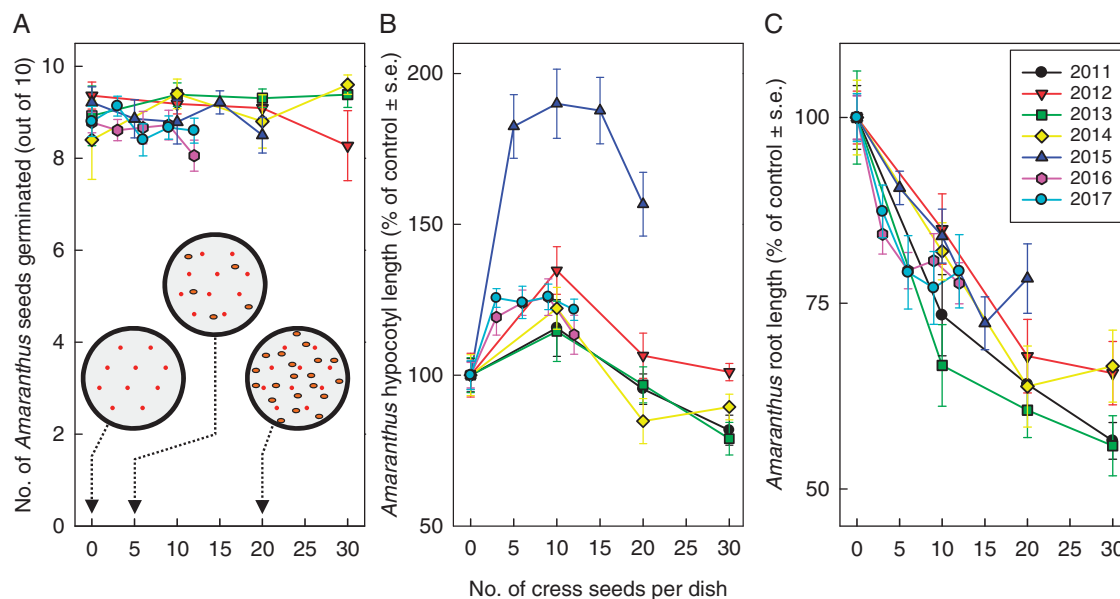 A
B
C
No. of Amaranthus seeds germinated (out of 10)
10
8
6
4
2
0
0 5 10 15 20 25 30
Amaranthus hypocotyl length (% of control ± s.e.)
200
150
100
50
0 5 10 15 20 25 30
No. of cress seeds per dish
Amaranthus root length (% of control ± s.e.)
100
75
50
0 5 10 15 20 25 30
2011
2012
2013
2014
2015
2016
2017